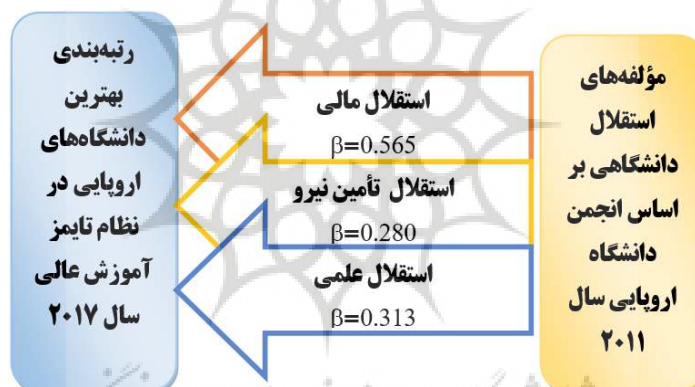 مؤلفه‌های
استقلال
دانشگاهی بر
اساس انجمن
دانشگاه
اروپایی سال
۲۰۱۱
استقلال مالی
β=0.565
استقلال تأمین نیرو
β=0.280
استقلال علمی
β=0.313
رتبه‌بندی
بهترین
دانشگاه‌های
اروپایی در
نظام تایمز
آموزش عالی
سال ۲۰۱۷